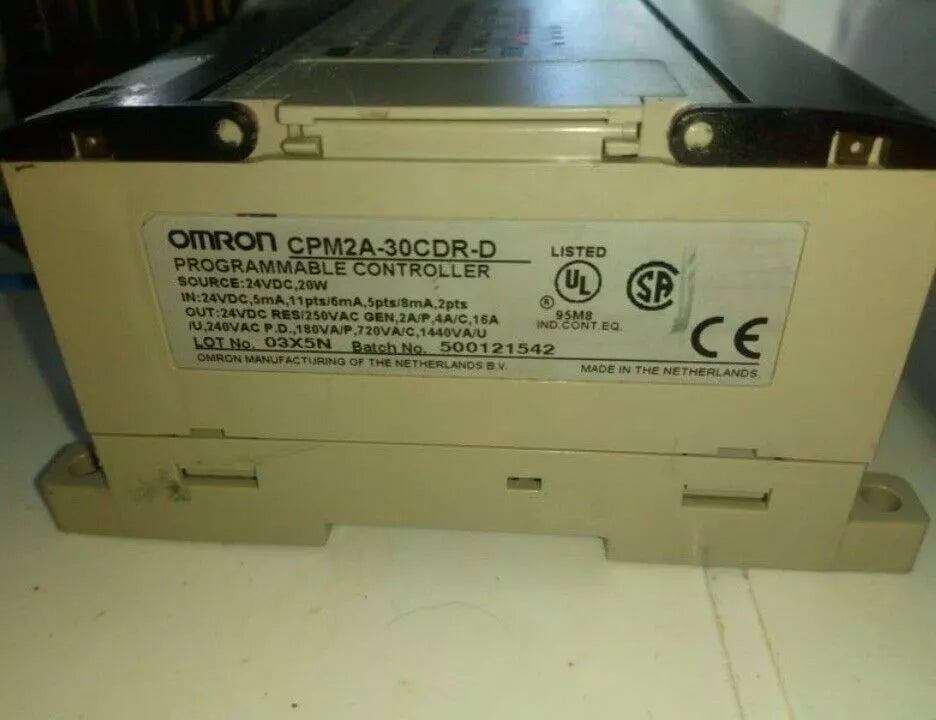 OMRON CPM2A-30CDR-D
PROGRAMMABLE CONTROLLER
SOURCE:24VDC,20W
IN:24VDC,5mA,11pts/6mA,5pts/8mA,2pts
OUT:24VDC RES/250VAC GEN,2A/P,4A/C,16A
/U,240VAC P.D.,180VA/P,720VA/C,1440VA/U
LOT No. 03X5N Batch No. 500121542
OMRON MANUFACTURING OF THE NETHERLANDS B.V.
LISTED
UL
®
95M8
IND.CONT.EQ.
SA
CE
MADE IN THE NETHERLANDS.